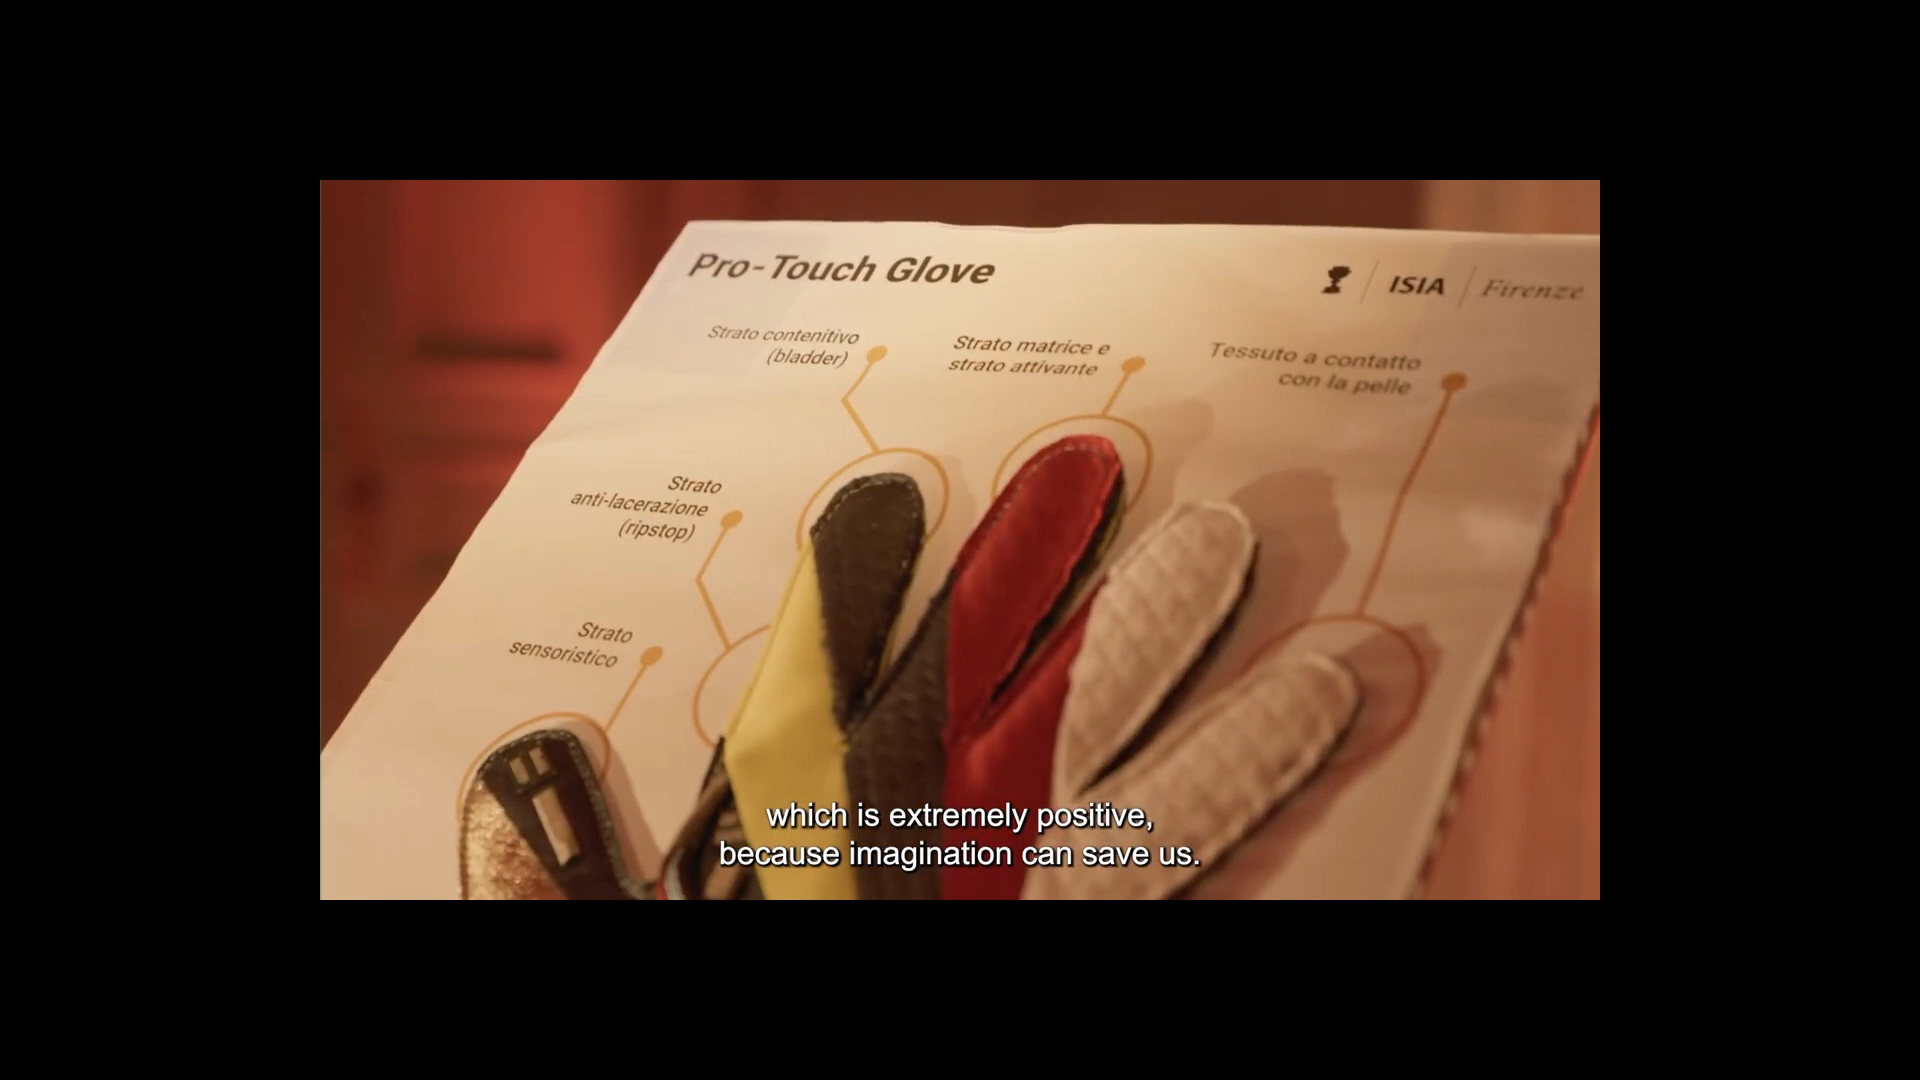 Pro-Touch Glove
ISIA
Firenze
Strato contenitivo
(bladder)
Strato matrice e
strato attivante
Tessuto a contatto
con la pelle
Strato
anti-lacerazione
(ripstop)
Strato
sensoristico
which is extremely positive,
because imagination can save us.